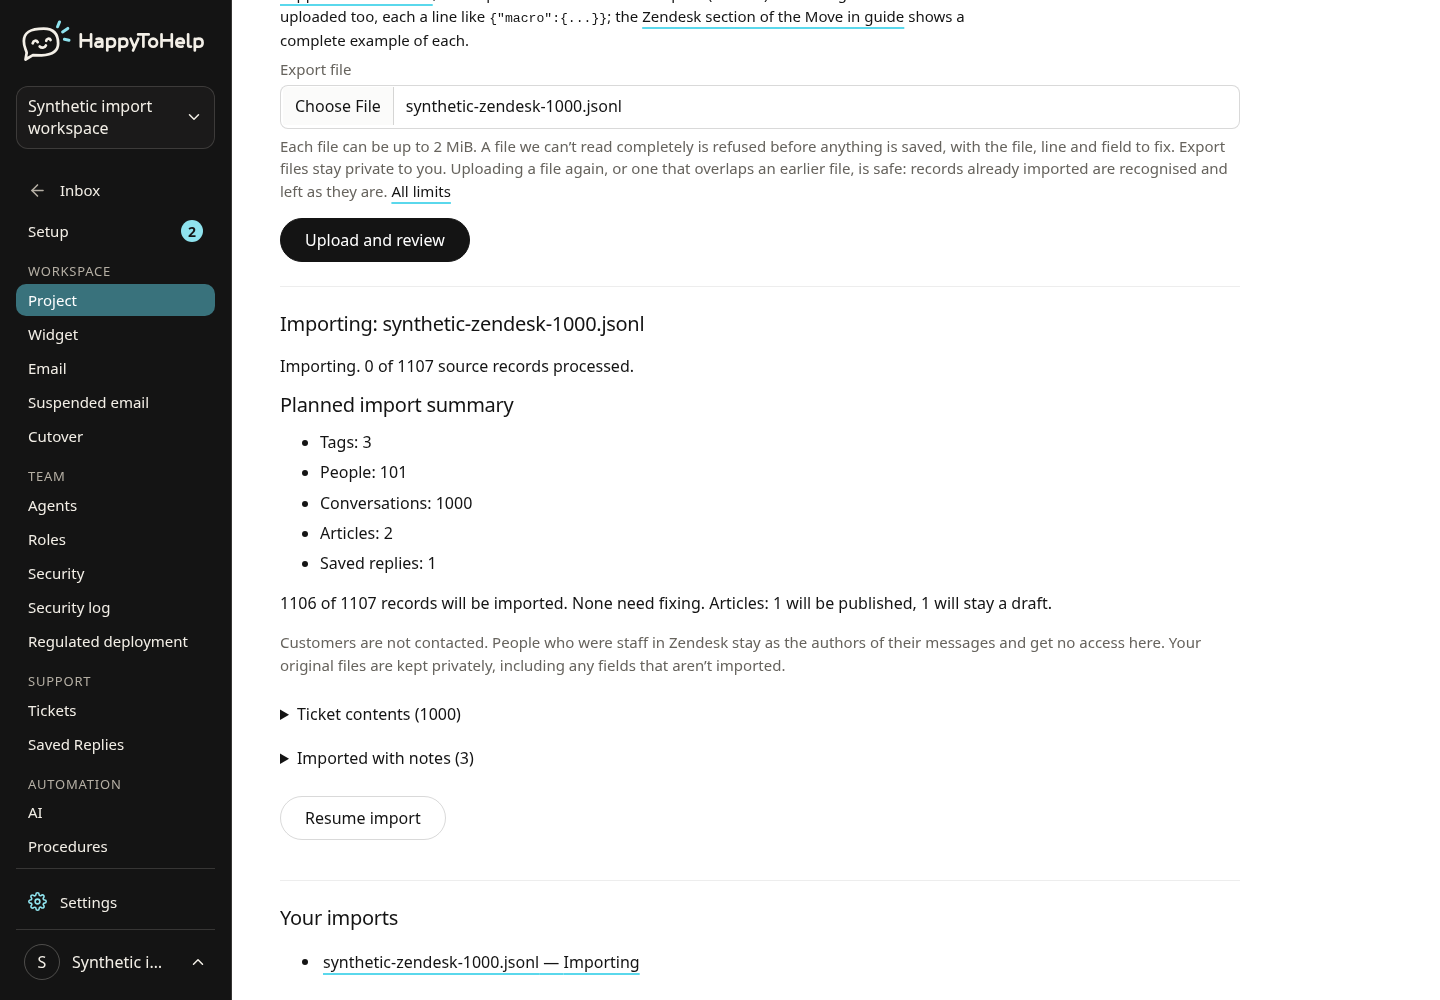 HappyToHelp
Synthetic import
workspace
Inbox
Setup
2
WORKSPACE
Project
Widget
Email
Suspended email
Cutover
TEAM
Agents
Roles
Security
Security log
Regulated deployment
SUPPORT
Tickets
Saved Replies
AUTOMATION
AI
Procedures
Settings
S
Synthetic i...
uploaded too, each a line like {"macro":{...}}; the Zendesk section of the Move in guide shows a
complete example of each.
Export file
Choose File synthetic-zendesk-1000.jsonl
Each file can be up to 2 MiB. A file we can’t read completely is refused before anything is saved, with the file, line and field to fix. Export
files stay private to you. Uploading a file again, or one that overlaps an earlier file, is safe: records already imported are recognised and
left as they are. All limits
Upload and review
Importing: synthetic-zendesk-1000.jsonl
Importing. 0 of 1107 source records processed.
Planned import summary
Tags: 3
People: 101
Conversations: 1000
Articles: 2
Saved replies: 1
1106 of 1107 records will be imported. None need fixing. Articles: 1 will be published, 1 will stay a draft.
Customers are not contacted. People who were staff in Zendesk stay as the authors of their messages and get no access here. Your
original files are kept privately, including any fields that aren’t imported.
Ticket contents (1000)
Imported with notes (3)
Resume import
Your imports
synthetic-zendesk-1000.jsonl — Importing